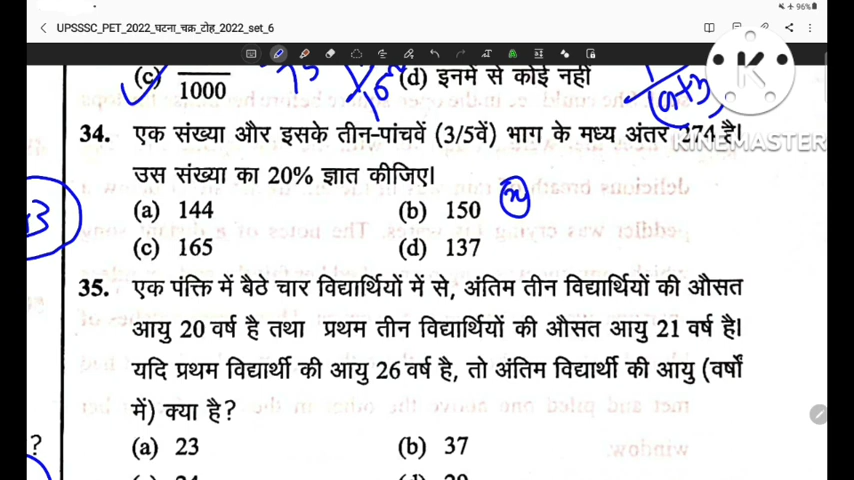 96%
UPSSSC_PET_2022_घटना_चक्र_टोह_2022_set_6
(c) 1000
(d) इनमें से कोई नहीं
K
KINEMASTER
34. एक संख्या और इसके तीन-पांचवें (3/5वें) भाग के मध्य अंतर 274 है।
उस संख्या का 20% ज्ञात कीजिए।
(a) 144 (b) 150
(c) 165 (d) 137
35. एक पंक्ति में बैठे चार विद्यार्थियों में से, अंतिम तीन विद्यार्थियों की औसत
आयु 20 वर्ष है तथा प्रथम तीन विद्यार्थियों की औसत आयु 21 वर्ष है।
यदि प्रथम विद्यार्थी की आयु 26 वर्ष है, तो अंतिम विद्यार्थी की आयु (वर्षों
में) क्या है?
?
(a) 23 (b) 37